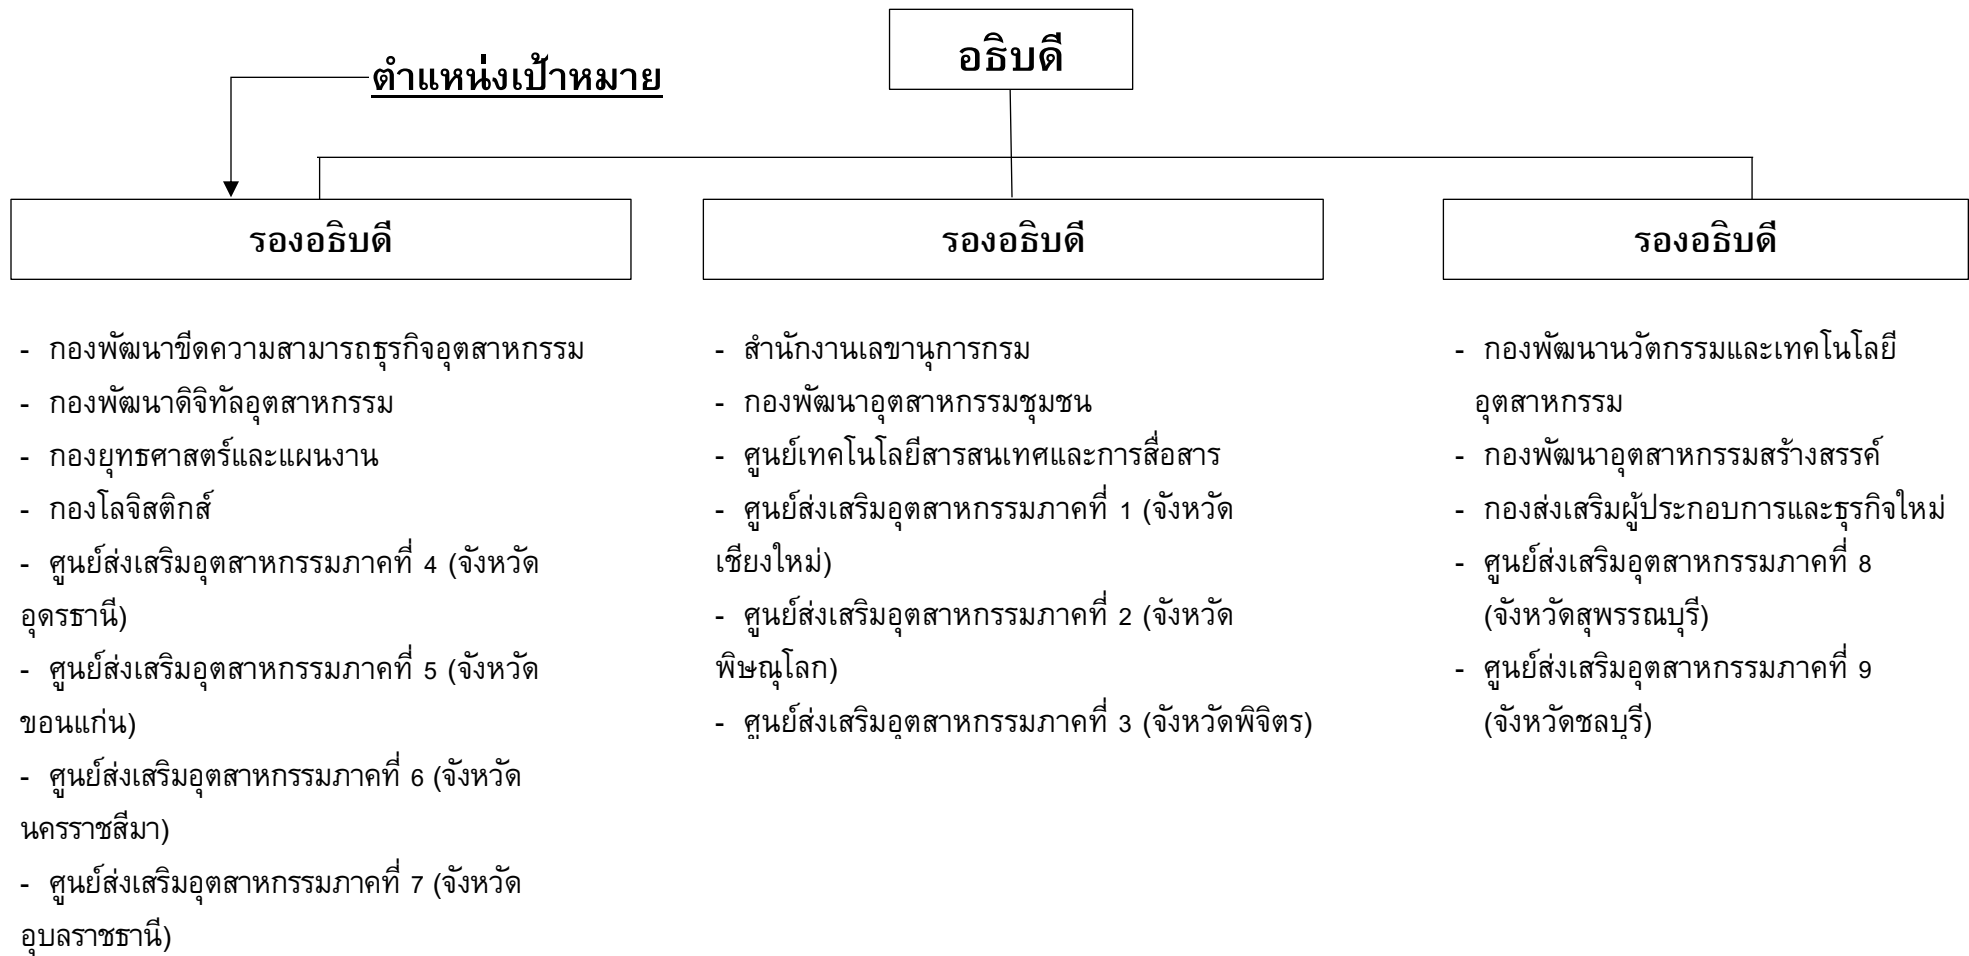 อธิบดี
ตำแหน่งเป้าหมาย
รองอธิบดี
- กองพัฒนาขีดความสามารถธุรกิจอุตสาหกรรม
- กองพัฒนาดิจิทัลอุตสาหกรรม
- กองยุทธศาสตร์และแผนงาน
- กองโลจิสติกส์
- ศูนย์ส่งเสริมอุตสาหกรรมภาคที่ 4 (จังหวัด
อุดรธานี)
- ศูนย์ส่งเสริมอุตสาหกรรมภาคที่ 5 (จังหวัด
ขอนแก่น)
- ศูนย์ส่งเสริมอุตสาหกรรมภาคที่ 6 (จังหวัด
นครราชสีมา)
- ศูนย์ส่งเสริมอุตสาหกรรมภาคที่ 7 (จังหวัด
อุบลราชธานี)
รองอธิบดี
- สำนักงานเลขานุการกรม
- กองพัฒนาอุตสาหกรรมชุมชน
- ศูนย์เทคโนโลยีสารสนเทศและการสื่อสาร
- ศูนย์ส่งเสริมอุตสาหกรรมภาคที่ 1 (จังหวัด
เชียงใหม่)
- ศูนย์ส่งเสริมอุตสาหกรรมภาคที่ 2 (จังหวัด
พิษณุโลก)
- ศูนย์ส่งเสริมอุตสาหกรรมภาคที่ 3 (จังหวัดพิจิตร)
รองอธิบดี
- กองพัฒนานวัตกรรมและเทคโนโลยี
อุตสาหกรรม
- กองพัฒนาอุตสาหกรรมสร้างสรรค์
- กองส่งเสริมผู้ประกอบการและธุรกิจใหม่
- ศูนย์ส่งเสริมอุตสาหกรรมภาคที่ 8
(จังหวัดสุพรรณบุรี)
- ศูนย์ส่งเสริมอุตสาหกรรมภาคที่ 9
(จังหวัดชลบุรี)